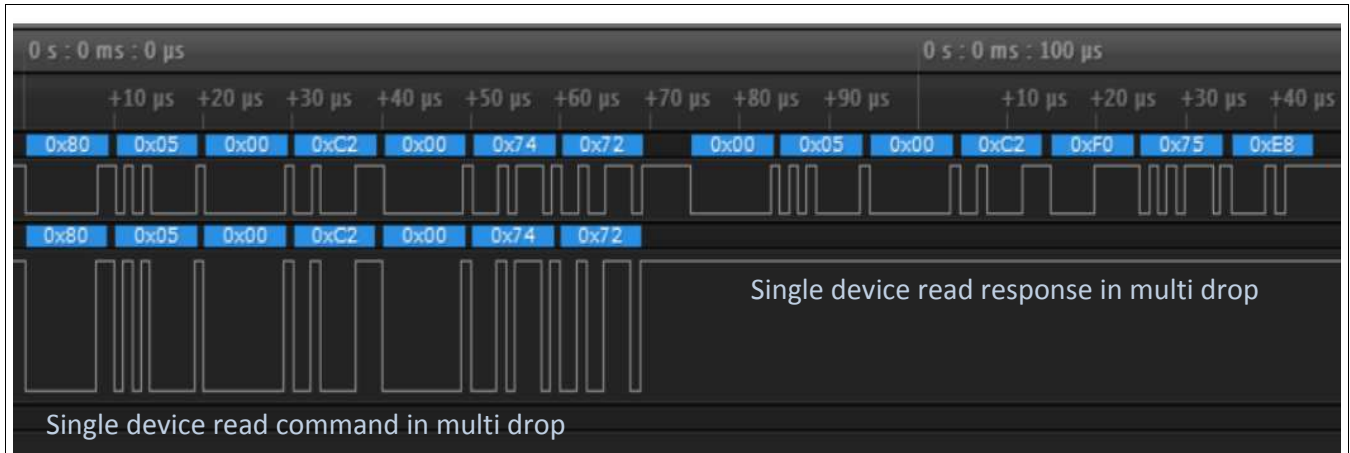 0 s : 0 ms : 0 µs 0 s : 0 ms : 100 µs
+10 µs +20 µs +30 µs +40 µs +50 µs +60 µs +70 µs +80 µs +90 µs +10 µs +20 µs +30 µs +40 µs
0x80 0x05 0x00 0xC2 0x00 0x74 0x72 0x00 0x05 0x00 0xC2 0xF0 0x75 0xE8
0x80 0x05 0x00 0xC2 0x00 0x74 0x72
Single device read response in multi drop
Single device read command in multi drop